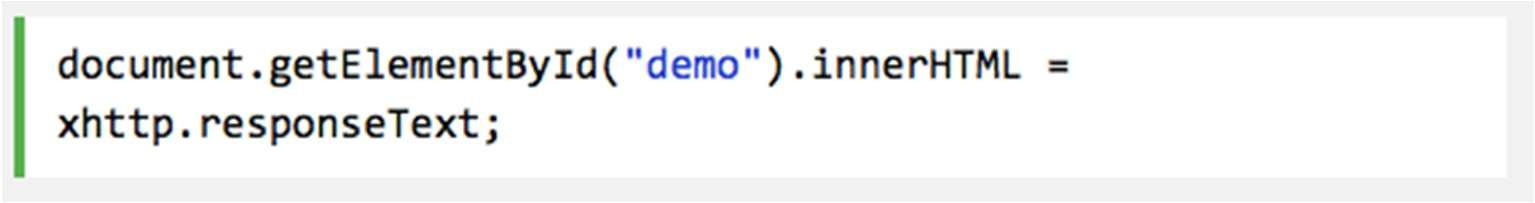 document.getElementById("demo").innerHTML =
xhttp.responseText;